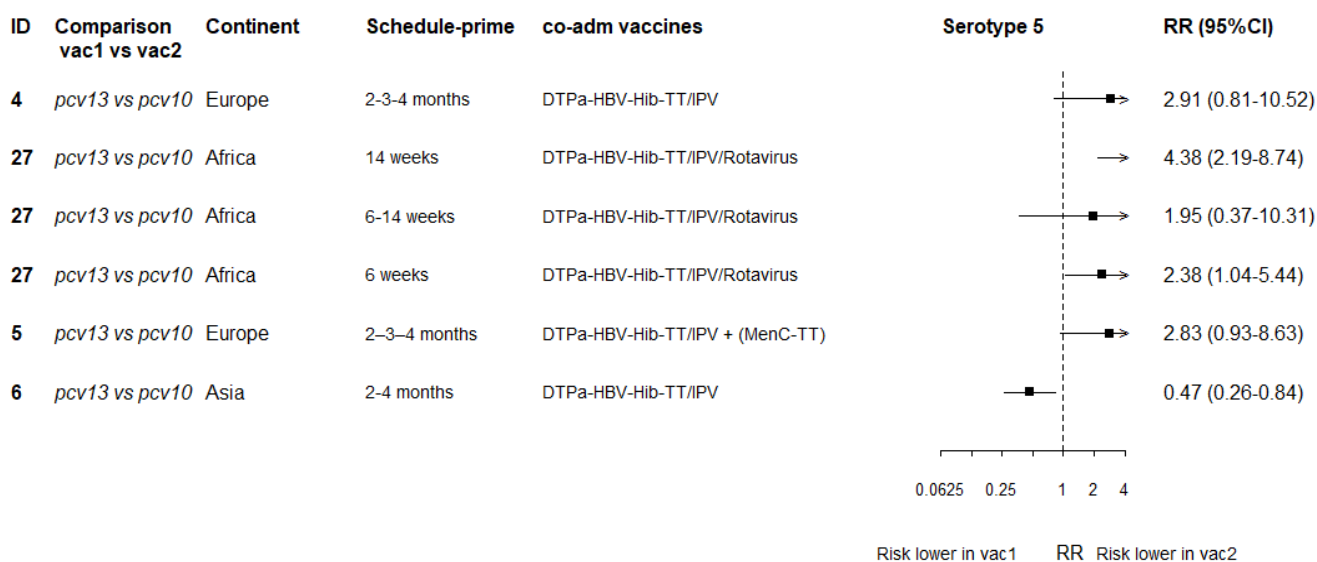 ID Comparison Continent Schedule-prime co-adm vaccines Serotype 5 RR (95%CI)
vac1 vs vac2
4 pcv13 vs pcv10 Europe 2-3-4 months DTPa-HBV-Hib-TT/IPV 2.91 (0.81-10.52)
27 pcv13 vs pcv10 Africa 14 weeks DTPa-HBV-Hib-TT/IPV/Rotavirus 4.38 (2.19-8.74)
27 pcv13 vs pcv10 Africa 6-14 weeks DTPa-HBV-Hib-TT/IPV/Rotavirus 1.95 (0.37-10.31)
27 pcv13 vs pcv10 Africa 6 weeks DTPa-HBV-Hib-TT/IPV/Rotavirus 2.38 (1.04-5.44)
5 pcv13 vs pcv10 Europe 2–3–4 months DTPa-HBV-Hib-TT/IPV + (MenC-TT) 2.83 (0.93-8.63)
6 pcv13 vs pcv10 Asia 2-4 months DTPa-HBV-Hib-TT/IPV 0.47 (0.26-0.84)
0.0625 0.25 1 2 4
Risk lower in vac1 RR Risk lower in vac2